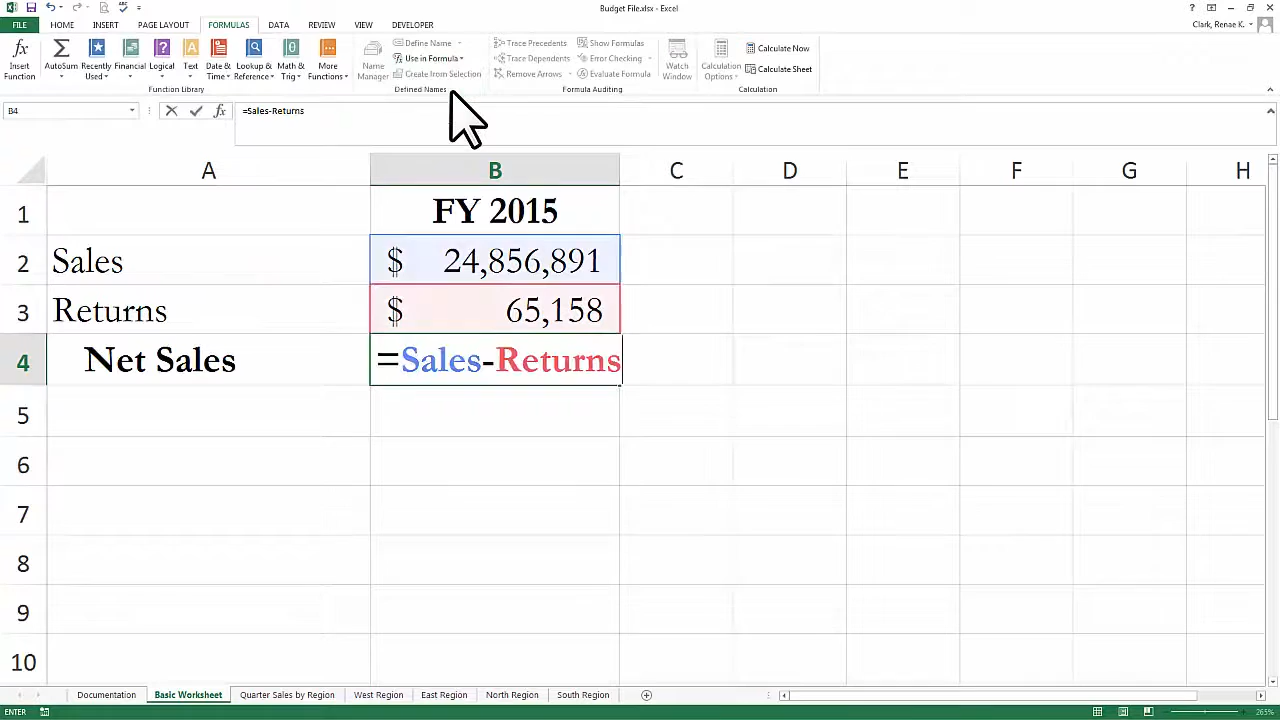 Budget File.xlsx - Excel
FILE HOME INSERT PAGE LAYOUT FORMULAS DATA REVIEW VIEW DEVELOPER Clark, Renae K.
Insert Function
AutoSum
Recently Used
Financial
Logical
Text
Date & Time
Lookup & Reference
Math & Trig
More Functions
Function Library
Name Manager
Define Name
Use in Formula
Create from Selection
Defined Names
Trace Precedents
Trace Dependents
Remove Arrows
Show Formulas
Error Checking
Evaluate Formula
Formula Auditing
Watch Window
Calculation Options
Calculate Now
Calculate Sheet
Calculation
B4 fx =Sales-Returns
A B C D E F G H
1 FY 2015
2 Sales $ 24,856,891
3 Returns $ 65,158
4 Net Sales =Sales-Returns
5
6
7
8
9
10
Documentation Basic Worksheet Quarter Sales by Region West Region East Region North Region South Region
ENTER 265%